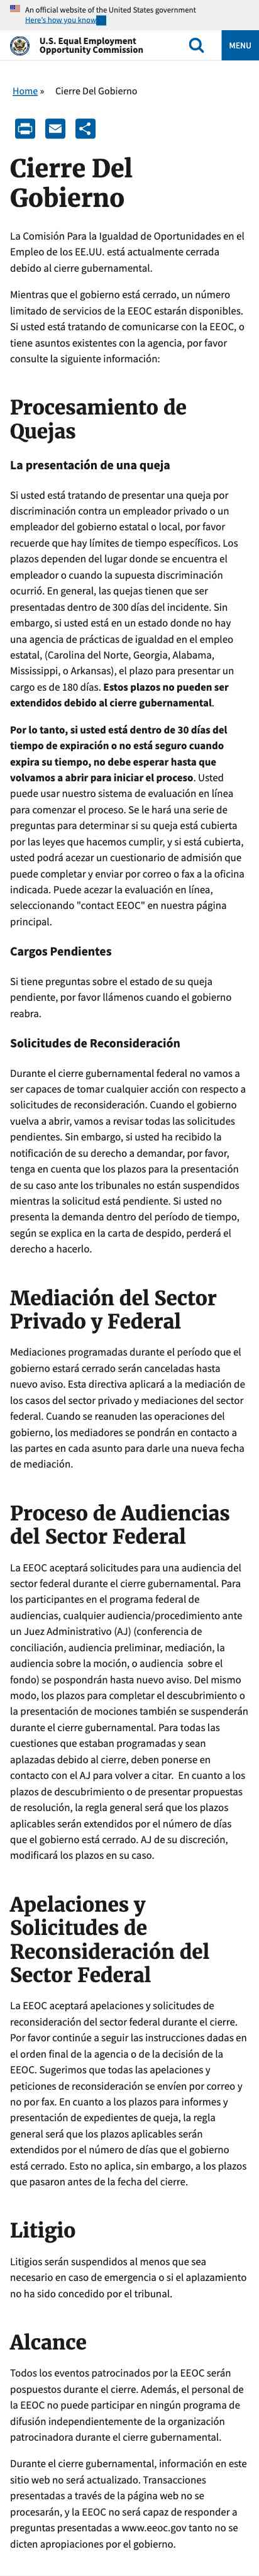 An official website of the United States government
Here's how you know
U.S. Equal Employment
Opportunity Commission
MENU
Home » Cierre Del Gobierno
Cierre Del
Gobierno
La Comisión Para la Igualdad de Oportunidades en el
Empleo de los EE.UU. está actualmente cerrada
debido al cierre gubernamental.
Mientras que el gobierno está cerrado, un número
limitado de servicios de la EEOC estarán disponibles.
Si usted está tratando de comunicarse con la EEOC, o
tiene asuntos existentes con la agencia, por favor
consulte la siguiente información:
Procesamiento de
Quejas
La presentación de una queja
Si usted está tratando de presentar una queja por
discriminación contra un empleador privado o un
empleador del gobierno estatal o local, por favor
recuerde que hay límites de tiempo específicos. Los
plazos dependen del lugar donde se encuentra el
empleador o cuando la supuesta discriminación
ocurrió. En general, las quejas tienen que ser
presentadas dentro de 300 días del incidente. Sin
embargo, si usted está en un estado donde no hay
una agencia de prácticas de igualdad en el empleo
estatal, (Carolina del Norte, Georgia, Alabama,
Mississippi, o Arkansas), el plazo para presentar un
cargo es de 180 días. Estos plazos no pueden ser
extendidos debido al cierre gubernamental.
Por lo tanto, si usted está dentro de 30 días del
tiempo de expiración o no está seguro cuando
expira su tiempo, no debe esperar hasta que
volvamos a abrir para iniciar el proceso. Usted
puede usar nuestro sistema de evaluación en línea
para comenzar el proceso. Se le hará una serie de
preguntas para determinar si su queja está cubierta
por las leyes que hacemos cumplir, y si está cubierta,
usted podrá acezar un cuestionario de admisión que
puede completar y enviar por correo o fax a la oficina
indicada. Puede acezar la evaluación en línea,
seleccionando "contact EEOC" en nuestra página
principal.
Cargos Pendientes
Si tiene preguntas sobre el estado de su queja
pendiente, por favor llámenos cuando el gobierno
reabra.
Solicitudes de Reconsideración
Durante el cierre gubernamental federal no vamos a
ser capaces de tomar cualquier acción con respecto a
solicitudes de reconsideración. Cuando el gobierno
vuelva a abrir, vamos a revisar todas las solicitudes
pendientes. Sin embargo, si usted ha recibido la
notificación de su derecho a demandar, por favor,
tenga en cuenta que los plazos para la presentación
de su caso ante los tribunales no están suspendidos
mientras la solicitud está pendiente. Si usted no
presenta la demanda dentro del período de tiempo,
según se explica en la carta de despido, perderá el
derecho a hacerlo.
Mediación del Sector
Privado y Federal
Mediaciones programadas durante el período que el
gobierno estará cerrado serán canceladas hasta
nuevo aviso. Esta directiva aplicará a la mediación de
los casos del sector privado y mediaciones del sector
federal. Cuando se reanuden las operaciones del
gobierno, los mediadores se pondrán en contacto a
las partes en cada asunto para darle una nueva fecha
de mediación.
Proceso de Audiencias
del Sector Federal
La EEOC aceptará solicitudes para una audiencia del
sector federal durante el cierre gubernamental. Para
los participantes en el programa federal de
audiencias, cualquier audiencia/procedimiento ante
un Juez Administrativo (AJ) (conferencia de
conciliación, audiencia preliminar, mediación, la
audiencia sobre la moción, o audiencia sobre el
fondo) se pospondrán hasta nuevo aviso. Del mismo
modo, los plazos para completar el descubrimiento o
la presentación de mociones también se suspenderán
durante el cierre gubernamental. Para todas las
cuestiones que estaban programadas y sean
aplazadas debido al cierre, deben ponerse en
contacto con el AJ para volver a citar. En cuanto a los
plazos de descubrimiento o de presentar propuestas
de resolución, la regla general será que los plazos
aplicables serán extendidos por el número de días
que el gobierno está cerrado. AJ de su discreción,
modificará los plazos en su caso.
Apelaciones y
Solicitudes de
Reconsideración del
Sector Federal
La EEOC aceptará apelaciones y solicitudes de
reconsideración del sector federal durante el cierre.
Por favor continúe a seguir las instrucciones dadas en
el orden final de la agencia o de la decisión de la
EEOC. Sugerimos que todas las apelaciones y
peticiones de reconsideración se envíen por correo y
no por fax. En cuanto a los plazos para informes y
presentación de expedientes de queja, la regla
general será que los plazos aplicables serán
extendidos por el número de días que el gobierno
está cerrado. Esto no aplica, sin embargo, a los plazos
que pasaron antes de la fecha del cierre.
Litigio
Litigios serán suspendidos al menos que sea
necesario en caso de emergencia o si el aplazamiento
no ha sido concedido por el tribunal.
Alcance
Todos los eventos patrocinados por la EEOC serán
pospuestos durante el cierre. Además, el personal de
la EEOC no puede participar en ningún programa de
difusión independientemente de la organización
patrocinadora durante el cierre gubernamental.
Durante el cierre gubernamental, información en este
sitio web no será actualizado. Transacciones
presentadas a través de la página web no se
procesarán, y la EEOC no será capaz de responder a
preguntas presentadas a www.eeoc.gov tanto no se
dicten apropiaciones por el gobierno.